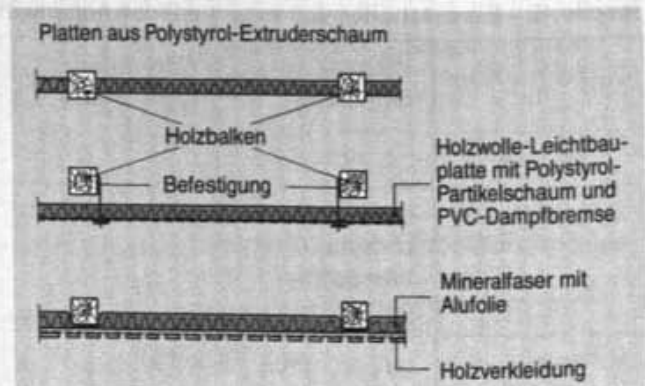 Platten aus Polystyrol-Extruderschaum
Holzbalken
Befestigung
Holzwolle-Leichtbau-
platte mit Polystyrol-
Partikelschaum und
PVC-Dampfbremse
Mineralfaser mit
Alufolie
Holzverkleidung